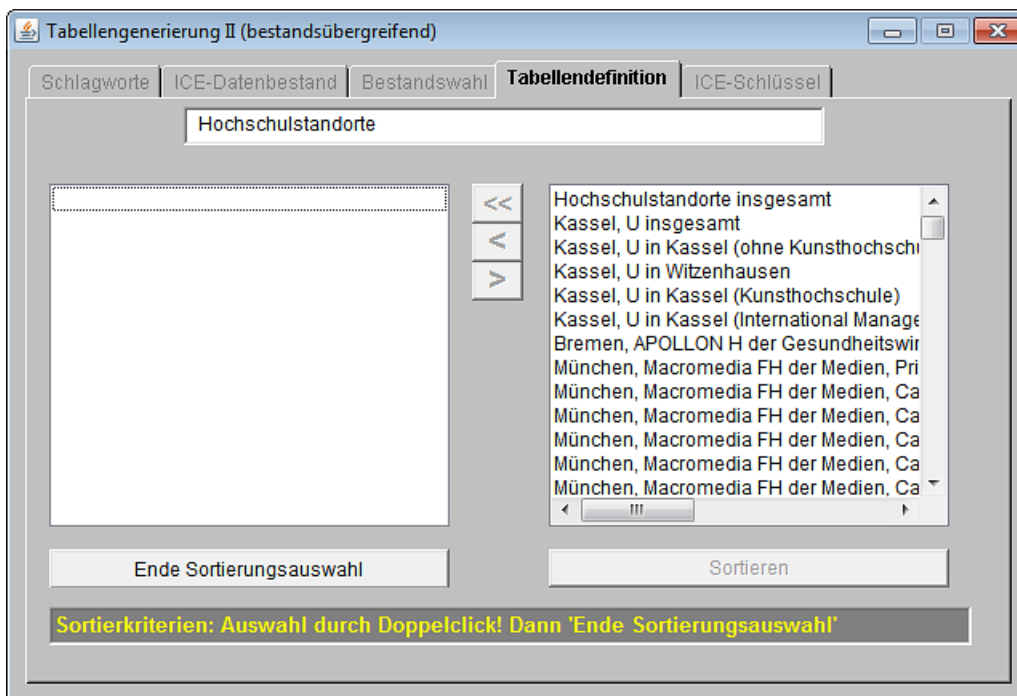 Tabellengenerierung II (bestandsübergreifend)
Schlagworte ICE-Datenbestand Bestandswahl Tabellendefinition ICE-Schlüssel
Hochschulstandorte
<<
<
>
Hochschulstandorte insgesamt
Kassel, U insgesamt
Kassel, U in Kassel (ohne Kunsthochschu
Kassel, U in Witzenhausen
Kassel, U in Kassel (Kunsthochschule)
Kassel, U in Kassel (International Manage
Bremen, APOLLON H der Gesundheitswir
München, Macromedia FH der Medien, Pri
München, Macromedia FH der Medien, Ca
München, Macromedia FH der Medien, Ca
München, Macromedia FH der Medien, Ca
München, Macromedia FH der Medien, Ca
München, Macromedia FH der Medien, Ca
Ende Sortierungsauswahl
Sortieren
Sortierkriterien: Auswahl durch Doppelclick! Dann 'Ende Sortierungsauswahl'